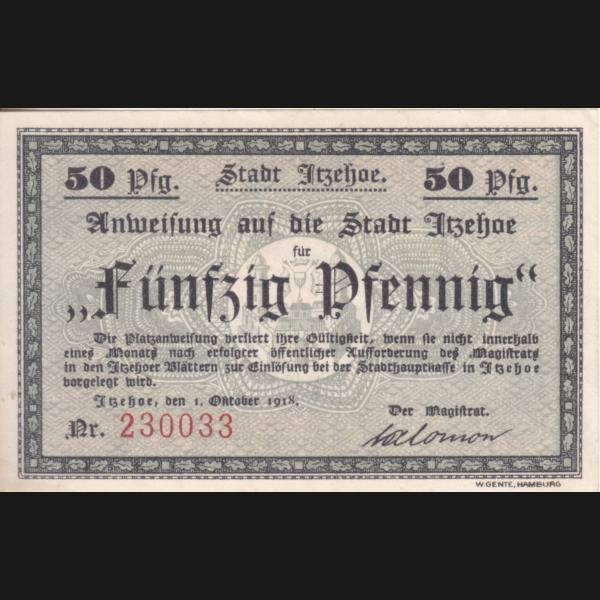 50 Pfg. Stadt Itzehoe. 50 Pfg.
Anweisung auf die Stadt Itzehoe
für
„Fünfzig Pfennig“
Die Platzanweisung verliert ihre Gültigkeit, wenn sie nicht innerhalb
eines Monats nach erfolgter öffentlicher Aufforderung des Magistrats
in den Itzehoer Blättern zur Einlösung bei der Stadthauptkasse in Itzehoe
vorgelegt wird.
Itzehoe, den 1. Oktober 1918.
Der Magistrat.
Nr. 230033
Salomon
W.GENTE, HAMBURG